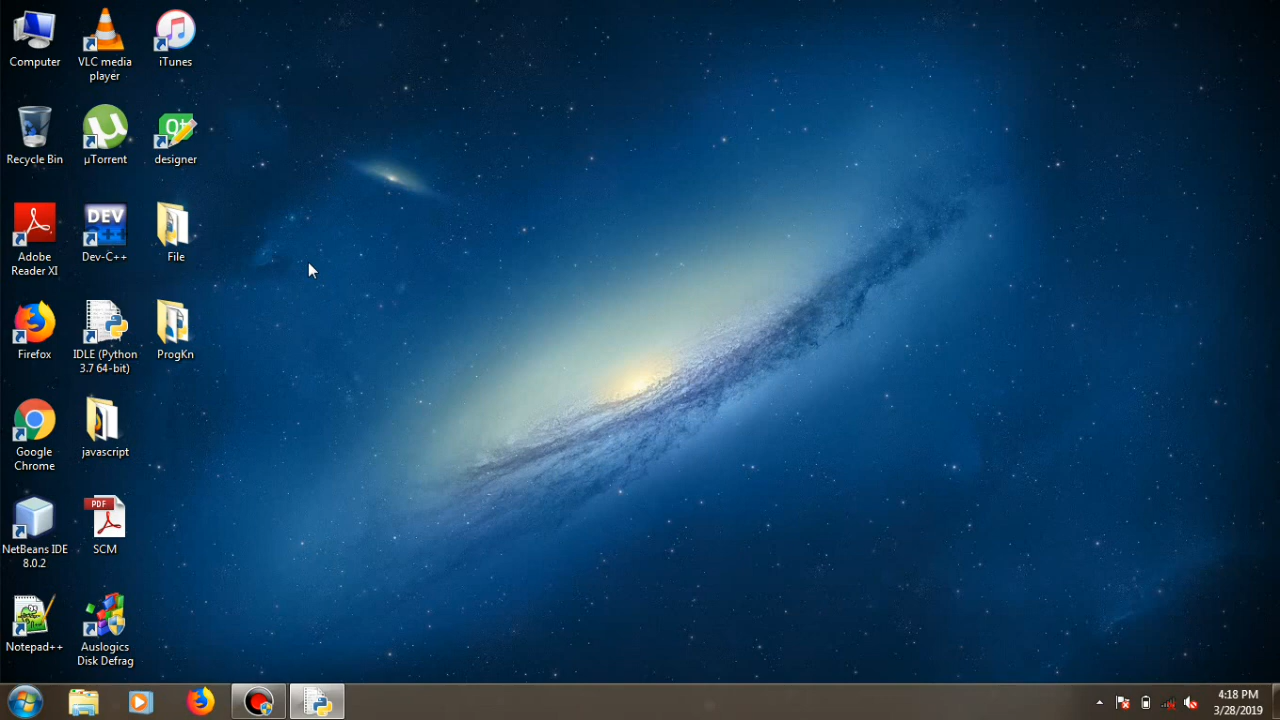 Computer
VLC media
player
iTunes
Recycle Bin
µTorrent
Qt
designer
Adobe
Reader XI
DEV
C++
Dev-C++
File
Firefox
IDLE (Python
3.7 64-bit)
ProgKn
Google
Chrome
javascript
NetBeans IDE
8.0.2
PDF
SCM
Notepad++
Auslogics
Disk Defrag
4:18 PM
3/28/2019